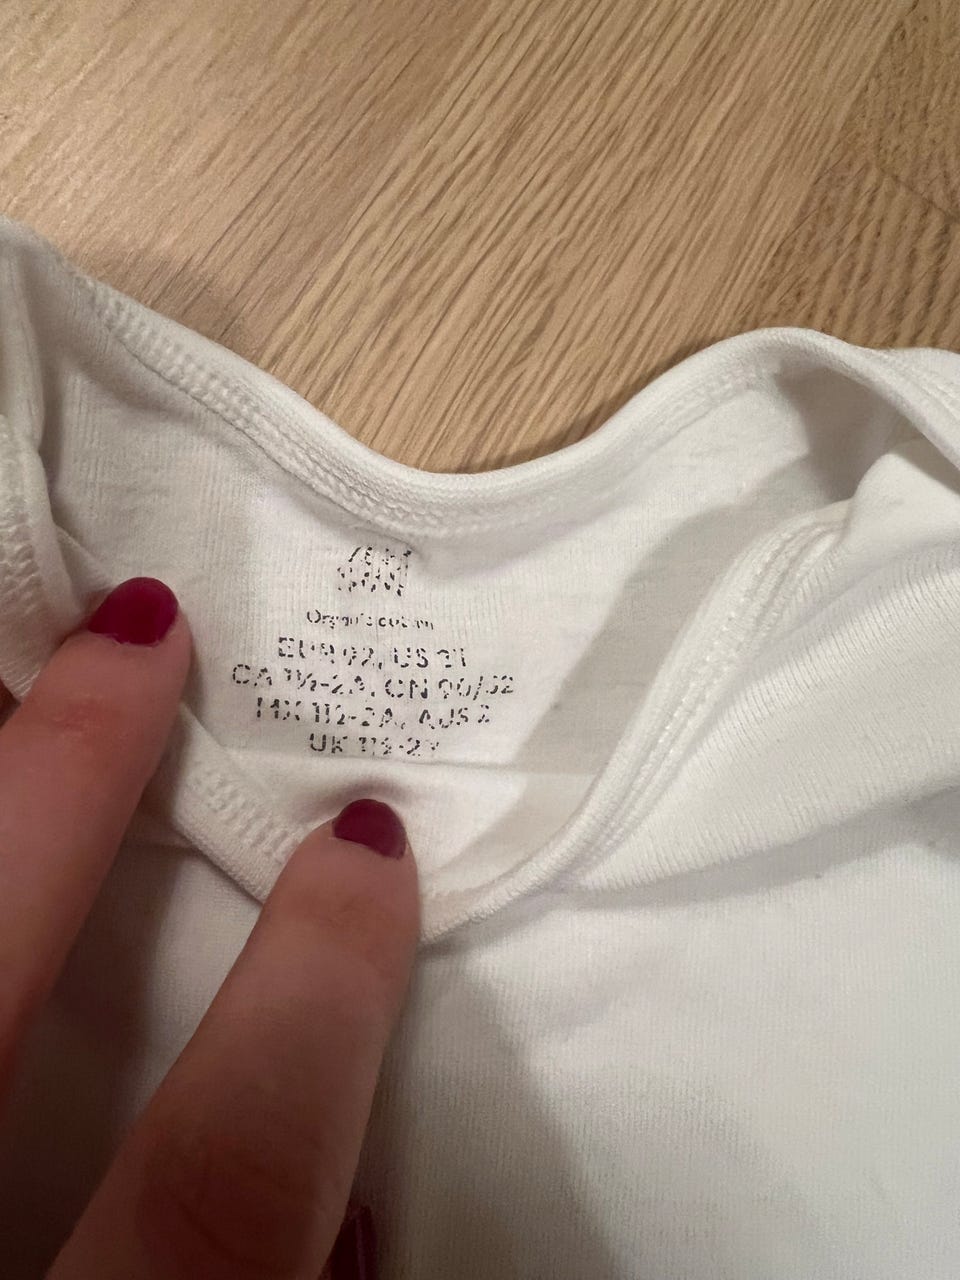 Organic cotton
EUR 92, US 2T
CA 1½-2A, CN 90/52
MX 1½-2A, AUS 2
UK 1½-2Y